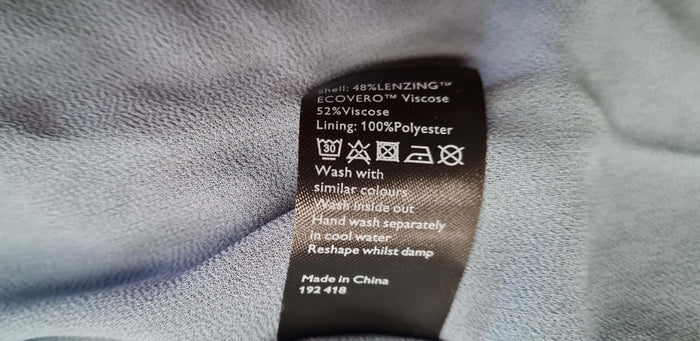 Shell: 48%LENZING™
ECOVERO™ Viscose
52%Viscose
Lining: 100%Polyester
30
Wash with
similar colours
Wash inside out
Hand wash separately
in cool water
Reshape whilst damp
Made in China
192 418